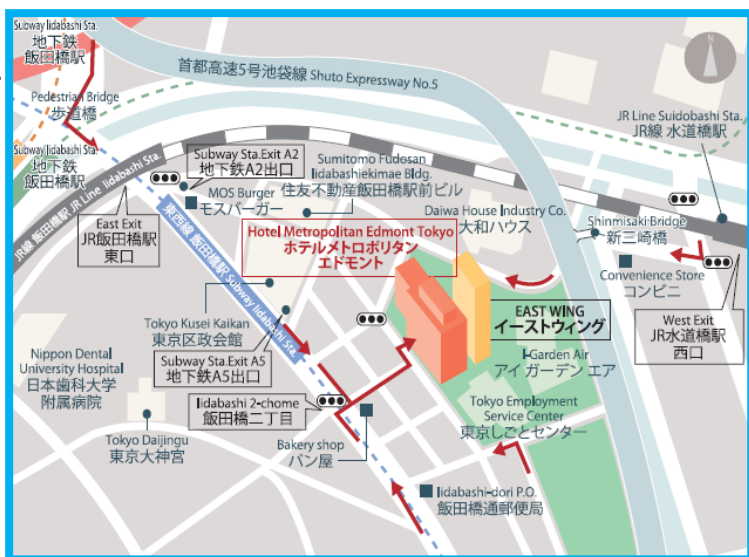 Subway Iidabashi Sta.
地下鉄
飯田橋駅
首都高速5号池袋線 Shuto Expressway No.5
N
Pedestrian Bridge
歩道橋
JR Line Suidobashi Sta.
JR線 水道橋駅
Subway Iidabashi Sta.
地下鉄
飯田橋駅
Subway Sta.Exit A2
地下鉄A2出口
Sumitomo Fudosan
Iidabashiekimae Bldg.
住友不動産飯田橋駅前ビル
MOS Burger
モスバーガー
JR線 飯田橋駅 JR Line Iidabashi Sta.
East Exit
JR飯田橋駅
東口
Daiwa House Industry Co.
大和ハウス
Shinmisaki-Bridge
新三崎橋
Hotel Metropolitan Edmont Tokyo
ホテルメトロポリタン
エドモント
東西線 飯田橋駅 Subway Iidabashi Sta.
Convenience Store
コンビニ
West Exit
JR水道橋駅
西口
EAST WING
イーストウィング
Tokyo Kusei Kaikan
東京区政会館
Subway Sta.Exit A5
地下鉄A5出口
I-Garden Air
アイ ガーデン エア
Nippon Dental
University Hospital
日本歯科大学
附属病院
Iidabashi 2-chome
飯田橋二丁目
Tokyo Employment
Service Center
東京しごとセンター
Tokyo Daijingu
東京大神宮
Bakery shop
パン屋
Iidabashi-dori P.O.
飯田橋通郵便局